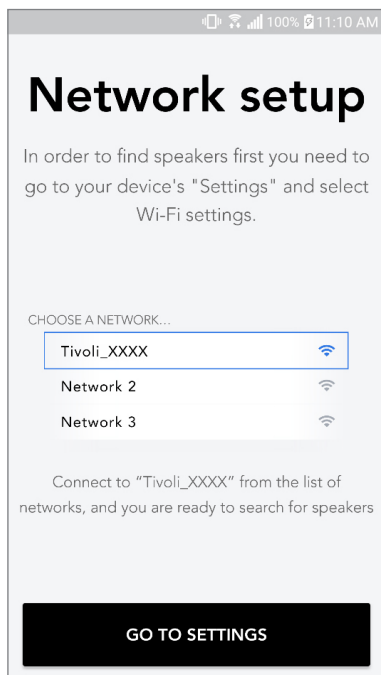 100% 11:10 AM
Network setup
In order to find speakers first you need to
go to your device's "Settings" and select
Wi-Fi settings.
CHOOSE A NETWORK...
Tivoli_XXXX
Network 2
Network 3
Connect to “Tivoli_XXXX” from the list of
networks, and you are ready to search for speakers
GO TO SETTINGS